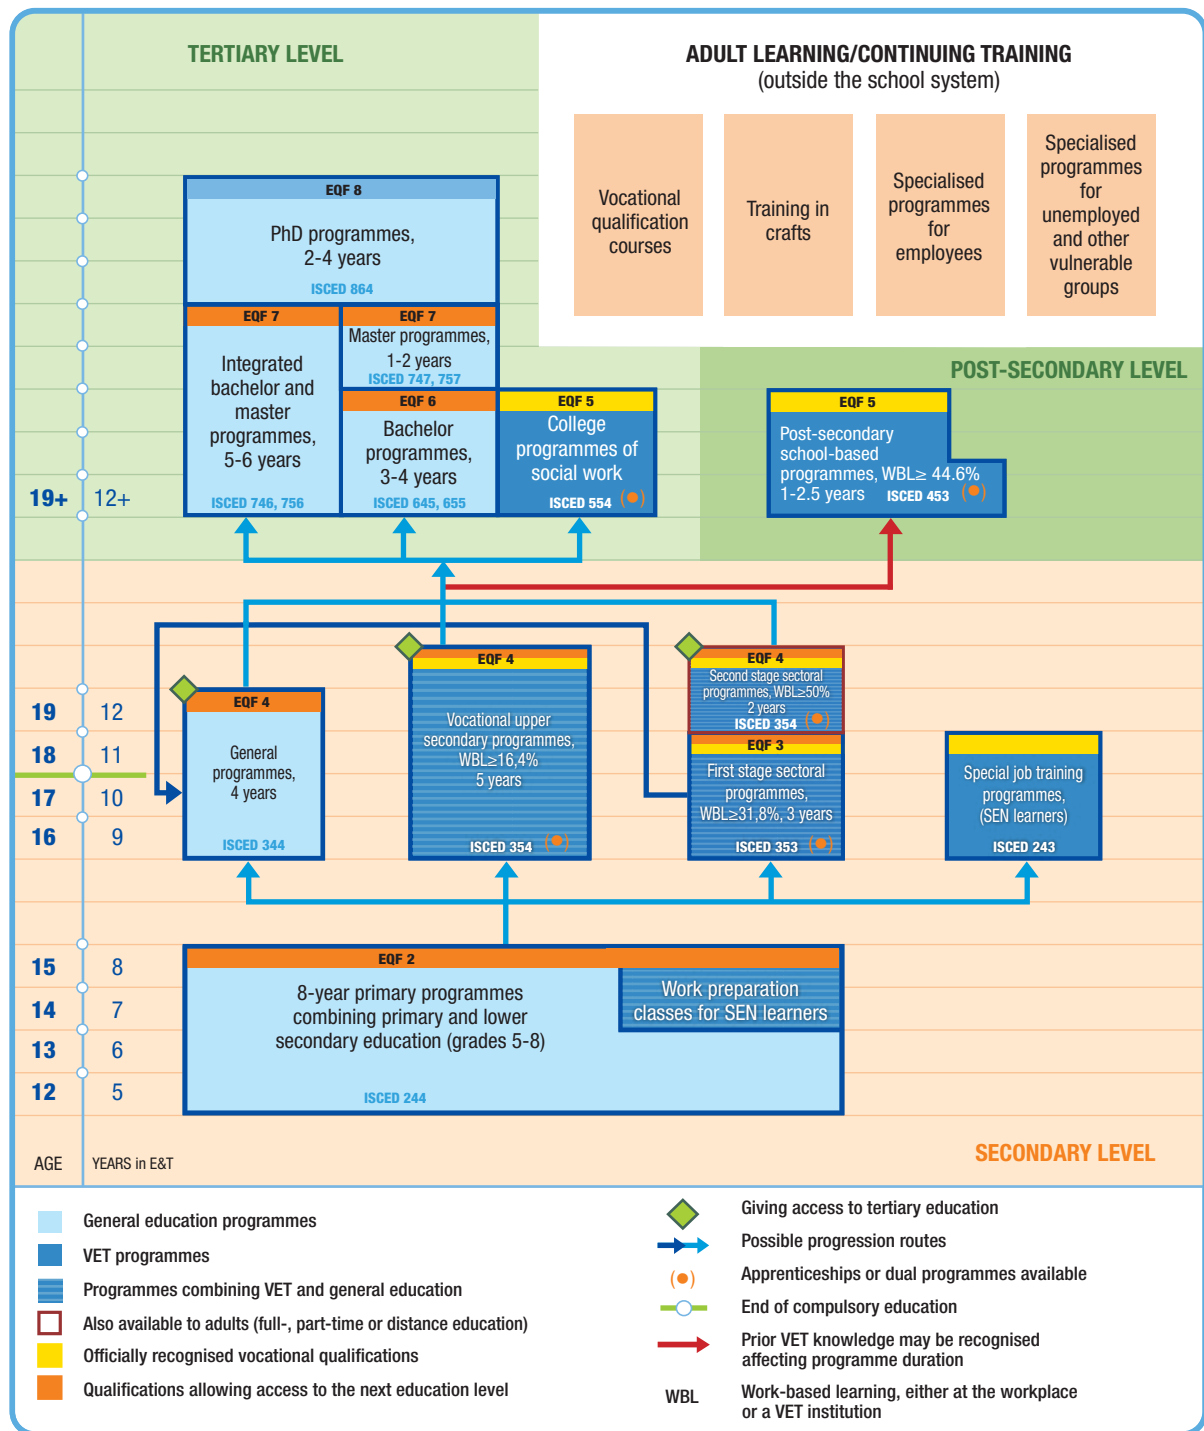 TERTIARY LEVEL
ADULT LEARNING/CONTINUING TRAINING
(outside the school system)
Vocational
qualification
courses
Training in
crafts
Specialised
programmes
for
employees
Specialised
programmes
for
unemployed
and other
vulnerable
groups
EQF 8
PhD programmes,
2-4 years
ISCED 864
EQF 7
Integrated
bachelor and
master
programmes,
5-6 years
ISCED 746, 756
EQF 7
Master programmes,
1-2 years
ISCED 747, 757
EQF 6
Bachelor
programmes,
3-4 years
ISCED 645, 655
EQF 5
College
programmes of
social work
ISCED 554
POST-SECONDARY LEVEL
EQF 5
Post-secondary
school-based
programmes, WBL≥ 44.6%
1-2.5 years ISCED 453
19+ 12+
EQF 4
General
programmes,
4 years
ISCED 344
EQF 4
Vocational upper
secondary programmes,
WBL≥16,4%
5 years
ISCED 354
EQF 4
Second stage sectoral
programmes, WBL≥50%
2 years
ISCED 354
EQF 3
First stage sectoral
programmes,
WBL≥31,8%, 3 years
ISCED 353
Special job training
programmes,
(SEN learners)
ISCED 243
19 12
18 11
17 10
16 9
EQF 2
8-year primary programmes
combining primary and lower
secondary education (grades 5-8)
ISCED 244
Work preparation
classes for SEN learners
15 8
14 7
13 6
12 5
AGE YEARS in E&T
SECONDARY LEVEL
General education programmes
VET programmes
Programmes combining VET and general education
Also available to adults (full-, part-time or distance education)
Officially recognised vocational qualifications
Qualifications allowing access to the next education level
Giving access to tertiary education
Possible progression routes
Apprenticeships or dual programmes available
End of compulsory education
Prior VET knowledge may be recognised
affecting programme duration
WBL Work-based learning, either at the workplace
or a VET institution